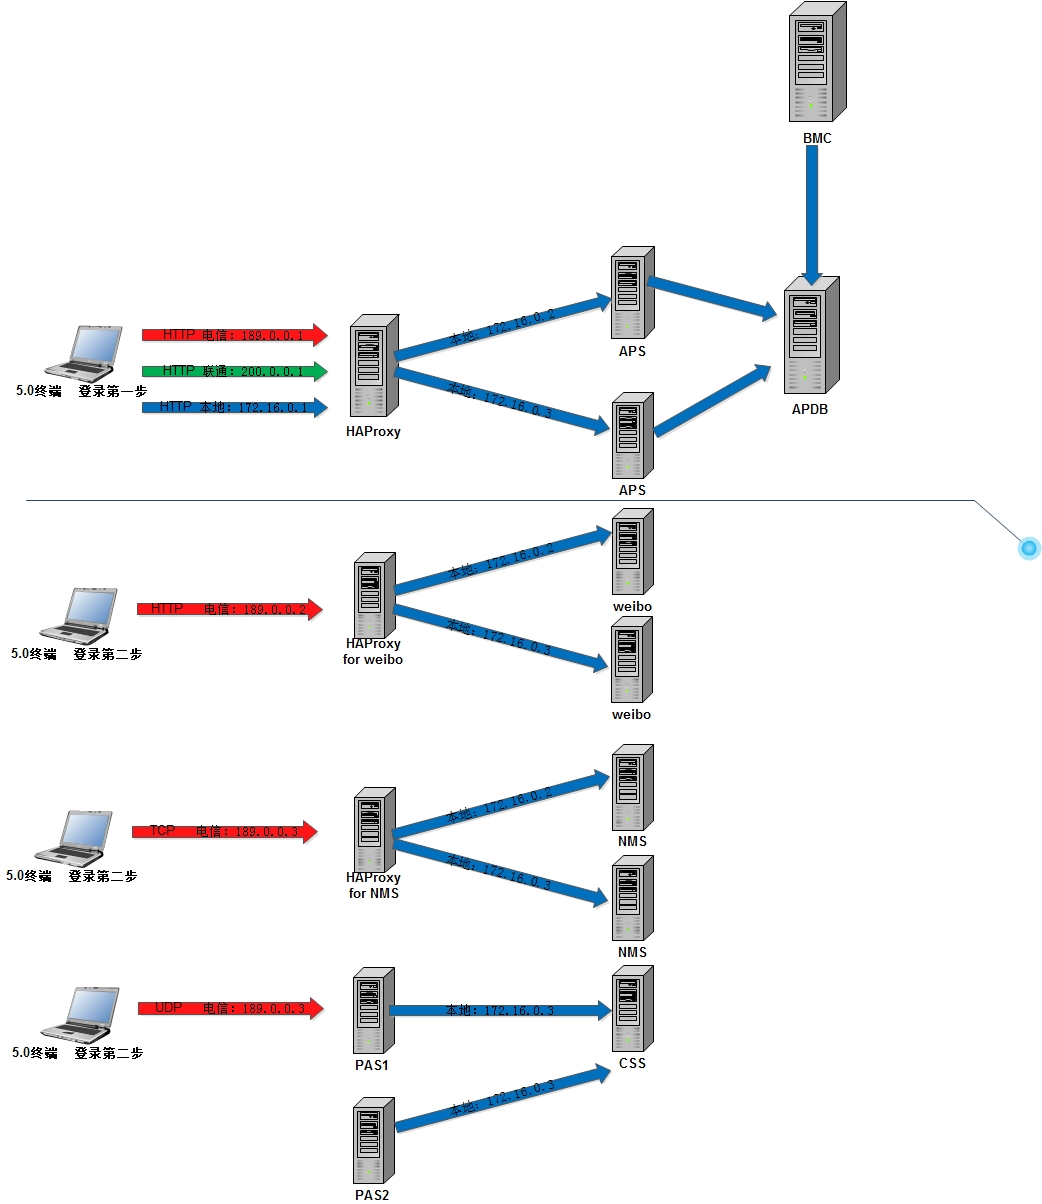 BMC
APS
HTTP 电信：189.0.0.1
HTTP 联通：200.0.0.1
HTTP 本地：172.16.0.1
5.0终端 登录第一步
HAProxy
本地：172.16.0.2
本地：172.16.0.3
APDB
APS
HTTP 电信：189.0.0.2
5.0终端 登录第二步
HAProxy
for weibo
本地：172.16.0.2
本地：172.16.0.3
weibo
weibo
TCP 电信：189.0.0.3
5.0终端 登录第二步
HAProxy
for NMS
本地：172.16.0.2
本地：172.16.0.3
NMS
NMS
UDP 电信：189.0.0.3
5.0终端 登录第二步
PAS1
本地：172.16.0.3
CSS
本地：172.16.0.3
PAS2